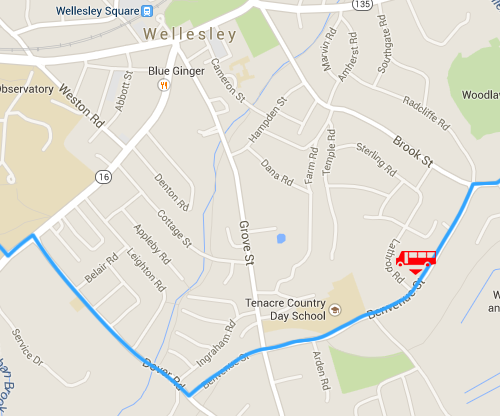 135
Wellesley Square
Wellesley
Marvin Rd
Amherst Rd
Southgate Rd
Blue Ginger
Observatory
Abbott St
Cameron St
Weston Rd
Hampden St
Radcliffe Rd
Brook St
Temple Rd
Farm Rd
Sterling Rd
Dana Rd
16
Denton Rd
Cottage St
Grove St
Appleby Rd
Lathrop Rd
Belair Rd
Leighton Rd
Benvenue St
Tenacre Country
Day School
Service Dr
Dover Rd
Ingraham Rd
Benvenue St
Arden Rd